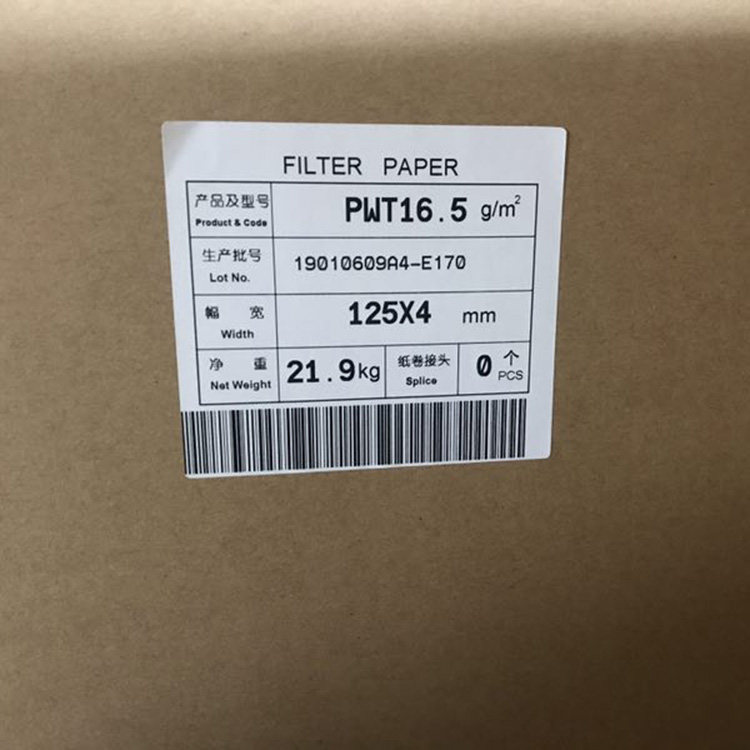 FILTER PAPER
产品及型号 PWT16.5 g/m²
Product & Code
生产批号 19010609A4-E170
Lot No.
幅 宽 125X4 mm
Width
净 重 21.9kg 纸卷接头 0 个
Net Weight Splice PCS